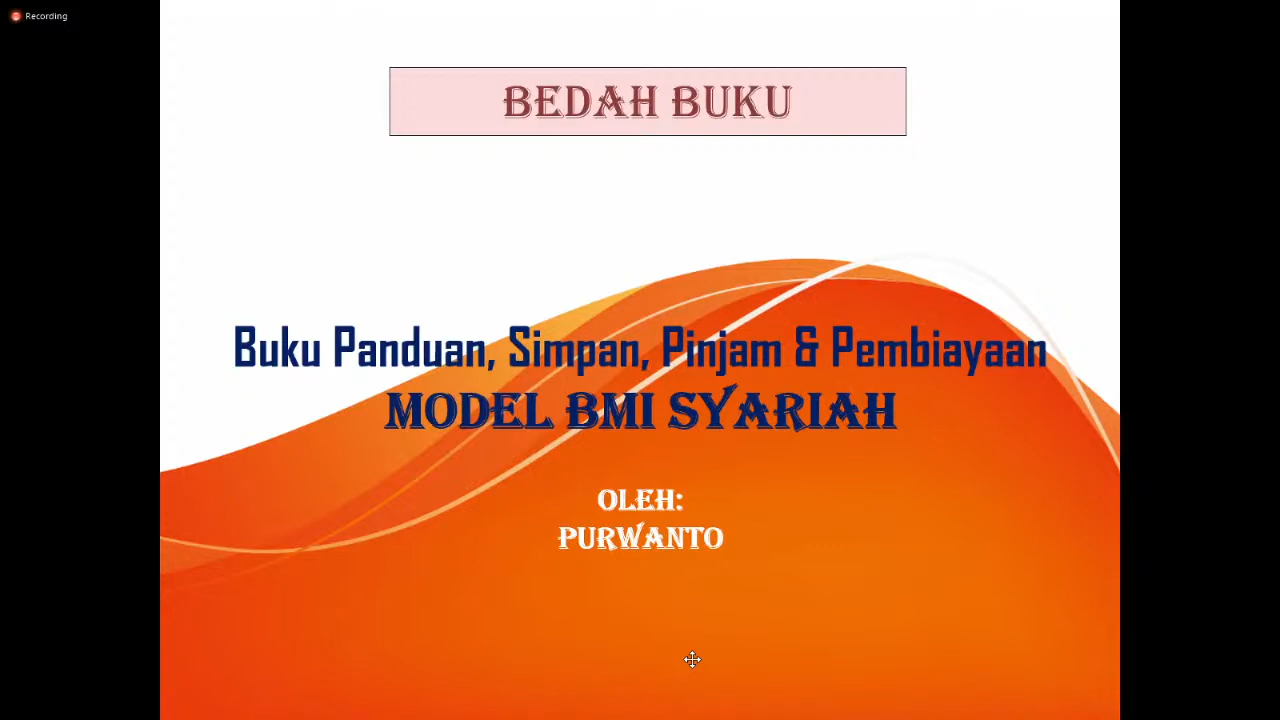 Recording
BEDAH BUKU
Buku Panduan, Simpan, Pinjam & Pembiayaan
MODEL BMI SYARIAH
OLEH:
PURWANTO